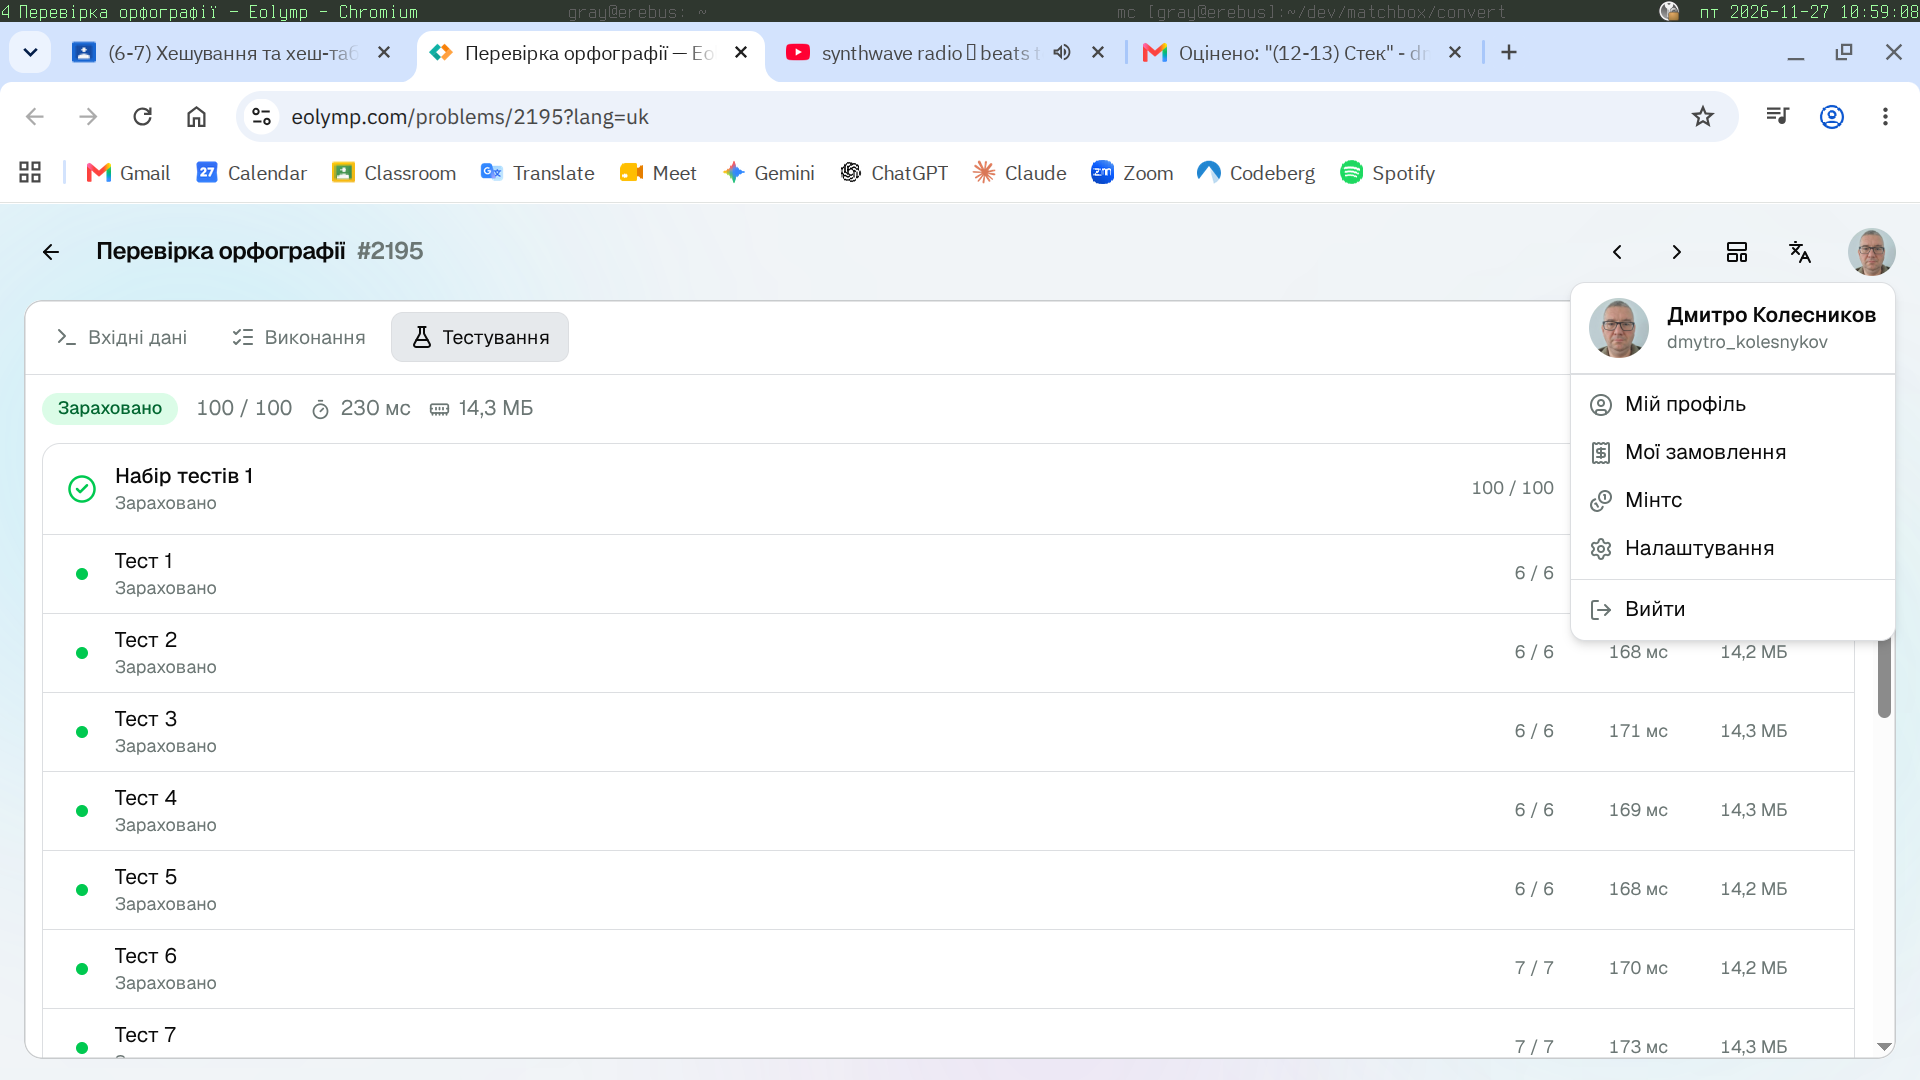 4 Перевірка орфографії - Eolymp - Chromium
gray@erebus: ~
mc [gray@erebus]:~/dev/matchbox/convert
пт 2026-11-27 10:59:08
(6-7) Хешування та хеш-таб
Перевірка орфографії — Eo
synthwave radio beats t
Оцінено: "(12-13) Стек" - dr
eolymp.com/problems/2195?lang=uk
Gmail
27 Calendar
Classroom
Translate
Meet
Gemini
ChatGPT
Claude
zm Zoom
Codeberg
Spotify
Перевірка орфографії #2195
Дмитро Колесников
dmytro_kolesnykov
Мій профіль
Мої замовлення
Мінтс
Налаштування
Вийти
Вхідні дані
Виконання
Тестування
Зараховано 100 / 100 230 мс 14,3 МБ
Набір тестів 1
Зараховано
100 / 100
Тест 1
Зараховано
6 / 6
Тест 2
Зараховано
6 / 6 168 мс 14,2 МБ
Тест 3
Зараховано
6 / 6 171 мс 14,3 МБ
Тест 4
Зараховано
6 / 6 169 мс 14,3 МБ
Тест 5
Зараховано
6 / 6 168 мс 14,2 МБ
Тест 6
Зараховано
7 / 7 170 мс 14,2 МБ
Тест 7
7 / 7 173 мс 14,3 МБ